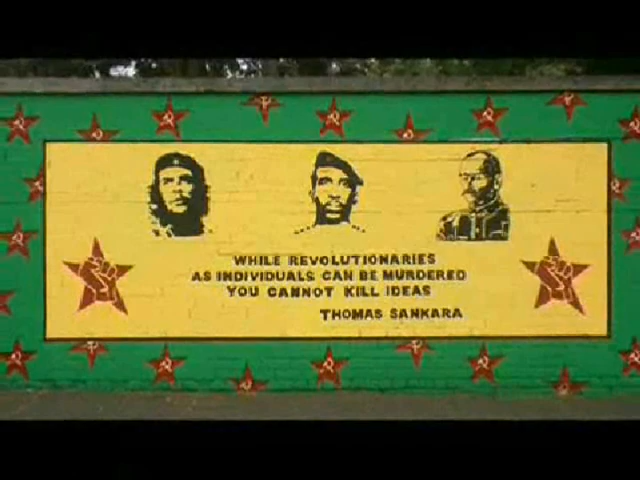 WHILE REVOLUTIONARIES
AS INDIVIDUALS CAN BE MURDERED
YOU CANNOT KILL IDEAS
THOMAS SANKARA